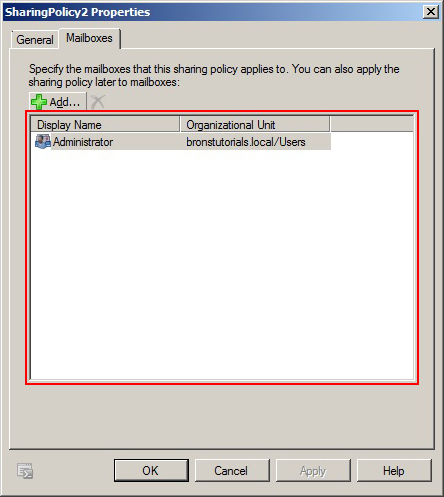 SharingPolicy2 Properties
General Mailboxes
Specify the mailboxes that this sharing policy applies to. You can also apply the
sharing policy later to mailboxes:
Add...
Display Name Organizational Unit
Administrator bronstutorials.local/Users
OK Cancel Apply Help